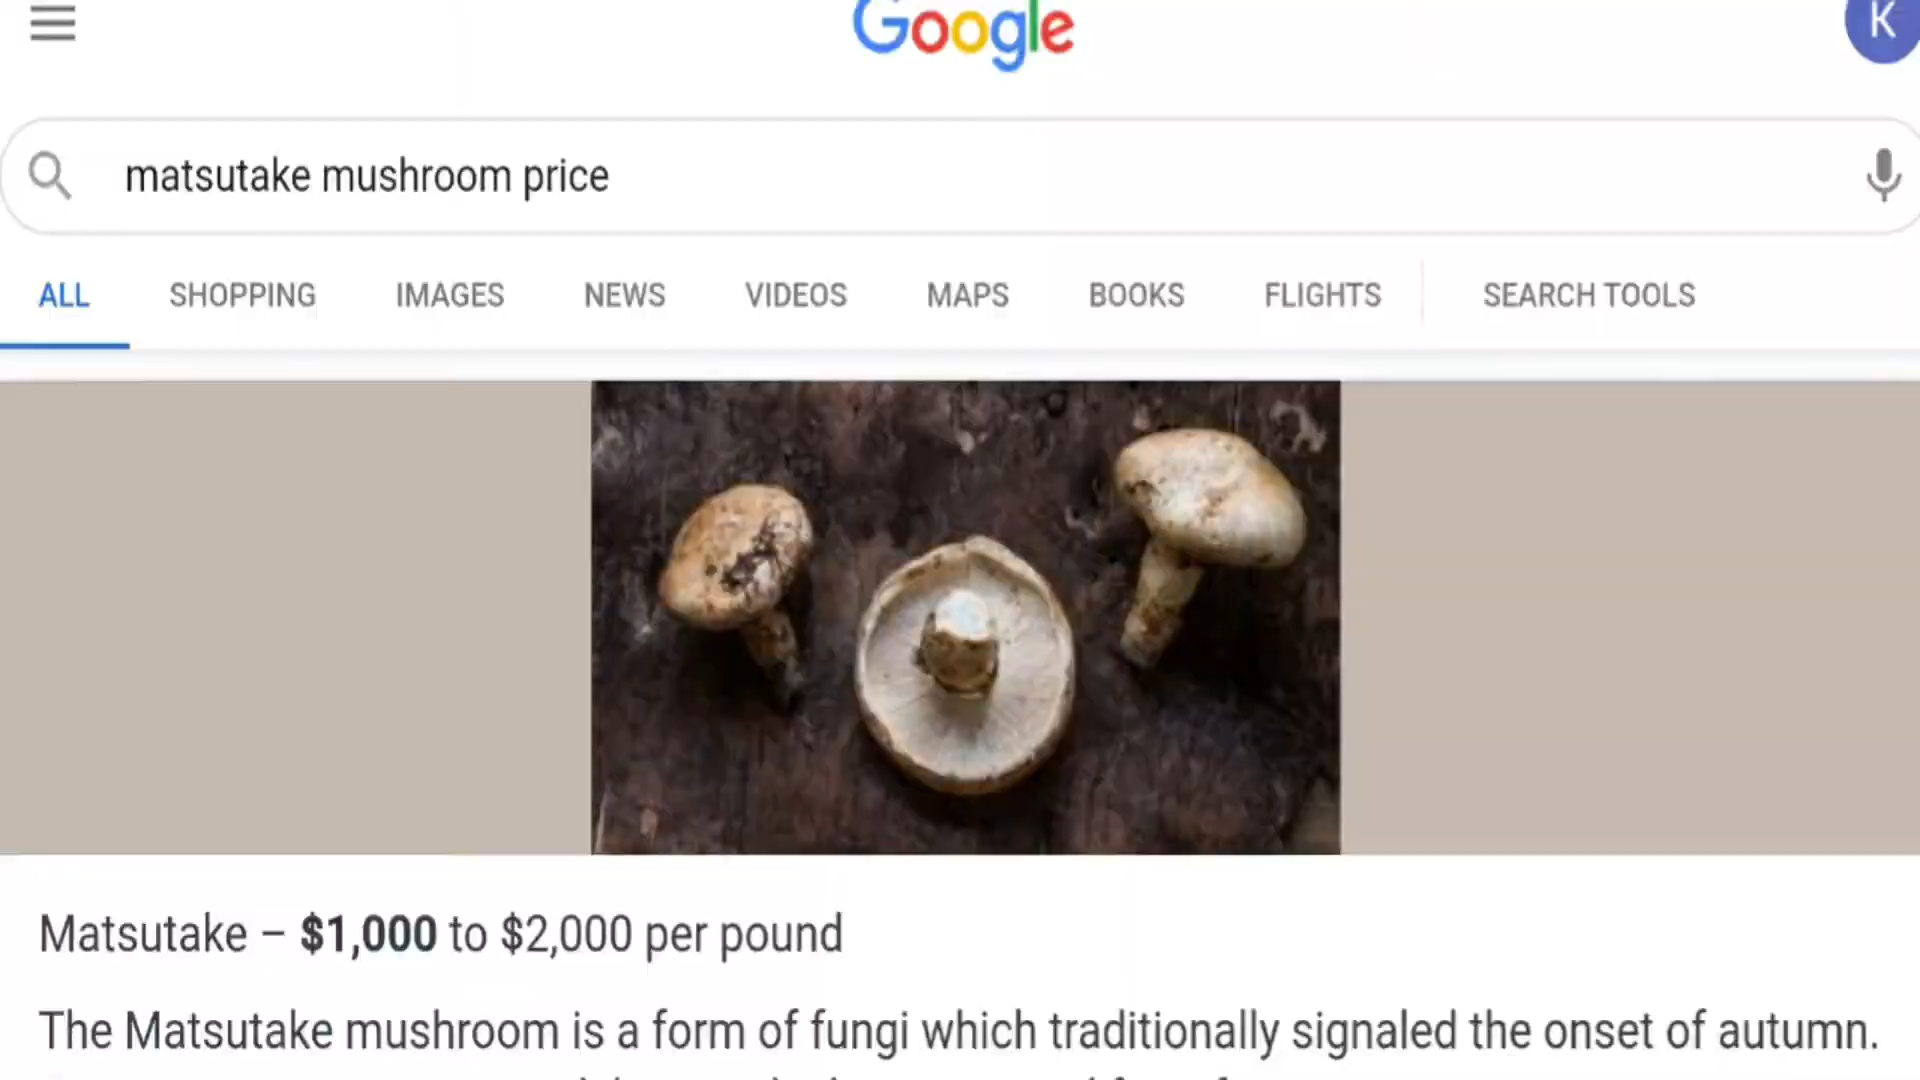 Google
K
matsutake mushroom price
ALL SHOPPING IMAGES NEWS VIDEOS MAPS BOOKS FLIGHTS SEARCH TOOLS
Matsutake – $1,000 to $2,000 per pound
The Matsutake mushroom is a form of fungi which traditionally signaled the onset of autumn.